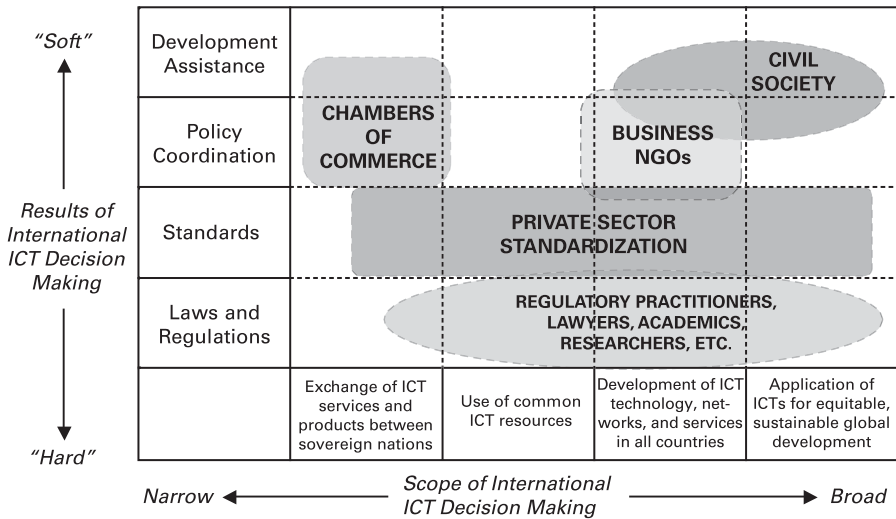 “Soft”
Development
Assistance
CIVIL
SOCIETY
CHAMBERS
OF
COMMERCE
Policy
Coordination
BUSINESS
NGOs
Results of
International
ICT Decision
Making
Standards
PRIVATE SECTOR
STANDARDIZATION
Laws and
Regulations
REGULATORY PRACTITIONERS,
LAWYERS, ACADEMICS,
RESEARCHERS, ETC.
“Hard”
Exchange of ICT
services and
products between
sovereign nations
Use of common
ICT resources
Development of ICT
technology, net-
works, and services
in all countries
Application of
ICTs for equitable,
sustainable global
development
Narrow
Scope of International
ICT Decision Making
Broad